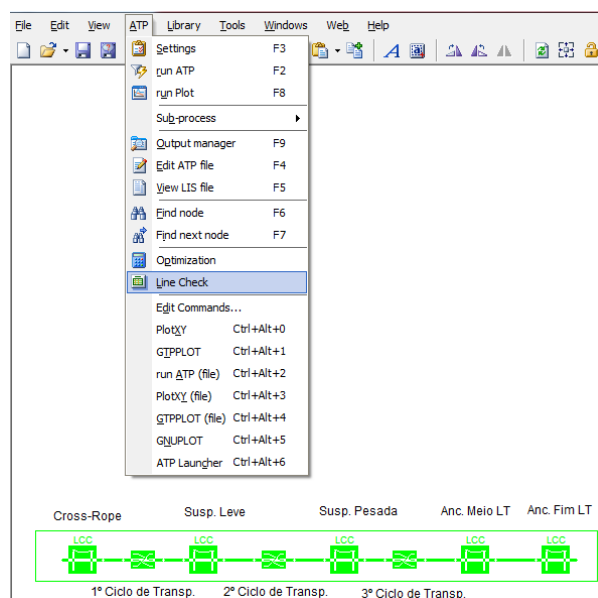 File Edit View ATP Library Tools Windows Web Help
Settings F3
run ATP F2
run Plot F8
Sub-process
Output manager F9
Edit ATP file F4
View LIS file F5
Find node F6
Find next node F7
Optimization
Line Check
Edit Commands...
PlotXY Ctrl+Alt+0
GTPPLOT Ctrl+Alt+1
run ATP (file) Ctrl+Alt+2
PlotXY (file) Ctrl+Alt+3
GTPPLOT (file) Ctrl+Alt+4
GNUPLOT Ctrl+Alt+5
ATP Launcher Ctrl+Alt+6
Cross-Rope Susp. Leve Susp. Pesada Anc. Meio LT Anc. Fim LT
LCC LCC LCC LCC LCC
1º Ciclo de Transp. 2º Ciclo de Transp. 3º Ciclo de Transp.